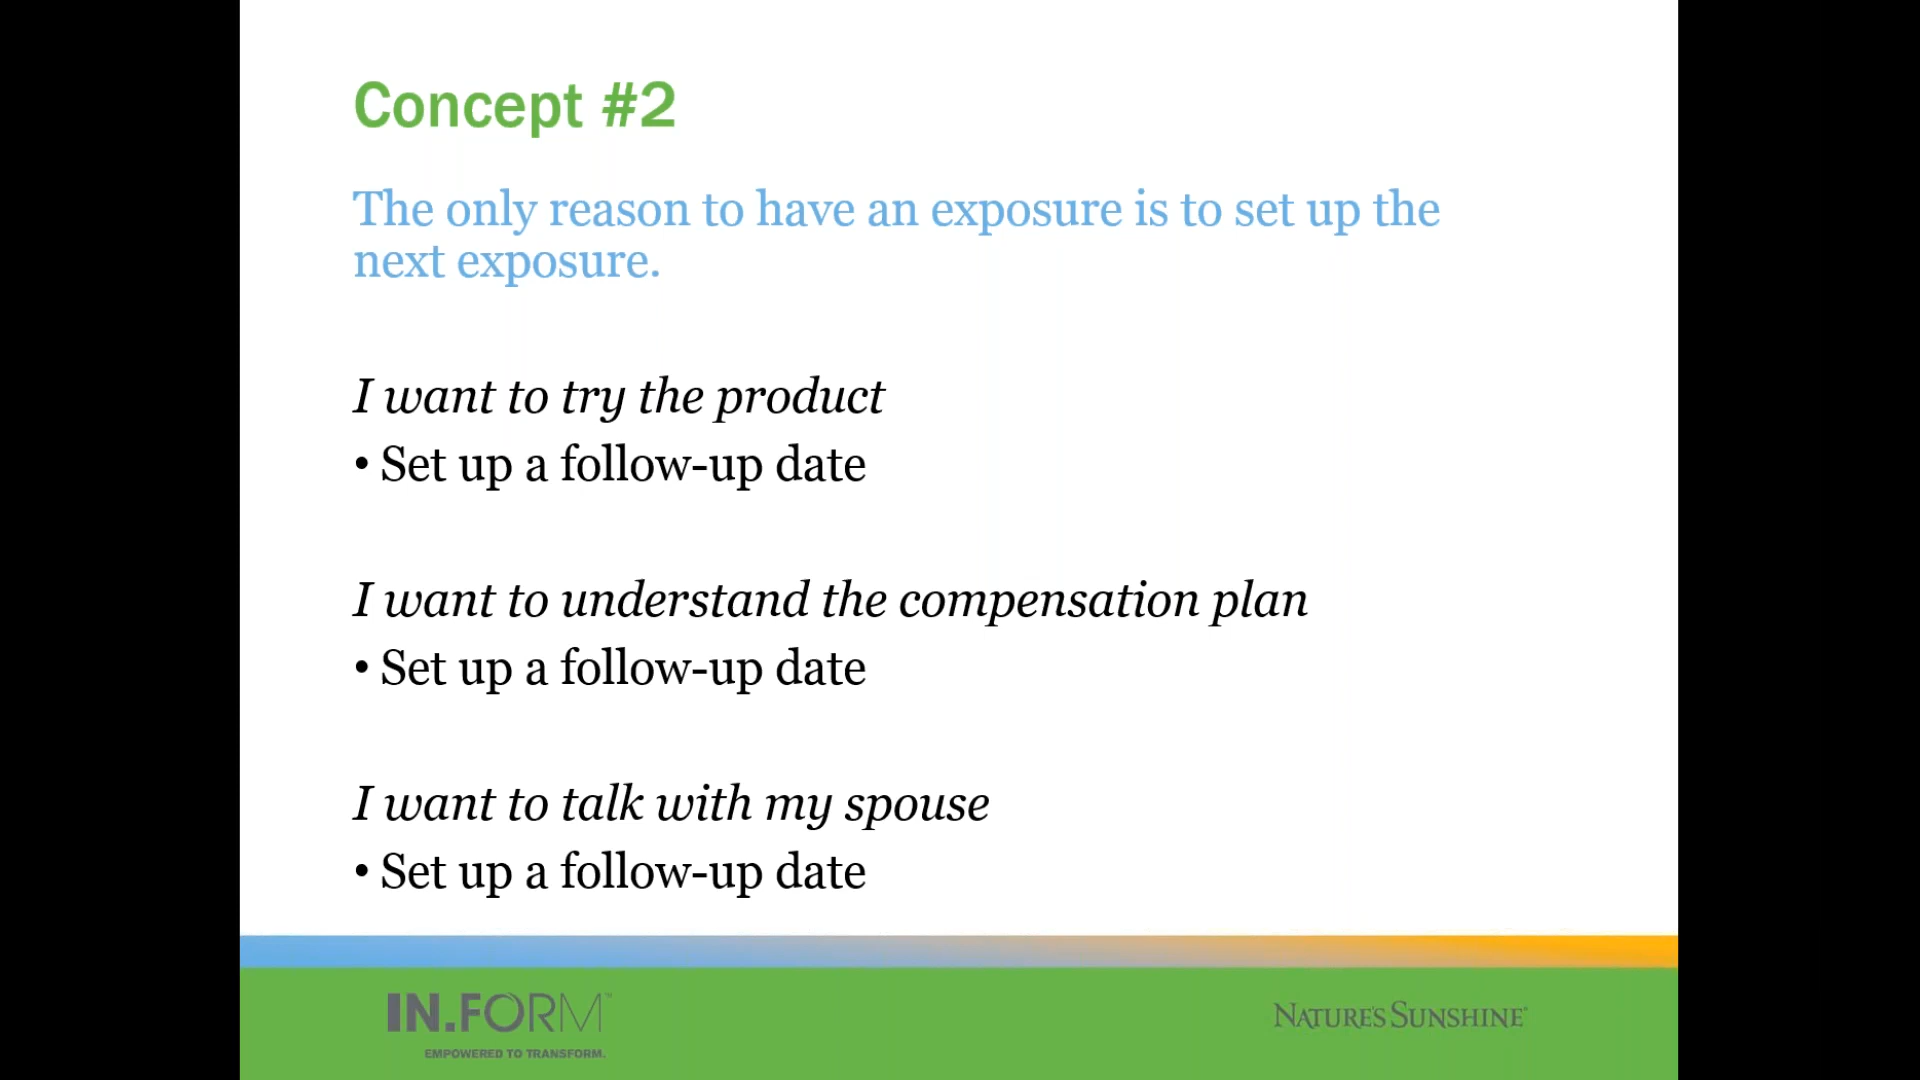 Concept #2
The only reason to have an exposure is to set up the
next exposure.
I want to try the product
• Set up a follow-up date
I want to understand the compensation plan
• Set up a follow-up date
I want to talk with my spouse
• Set up a follow-up date
IN.FORM™
EMPOWERED TO TRANSFORM.
NATURE'S SUNSHINE®